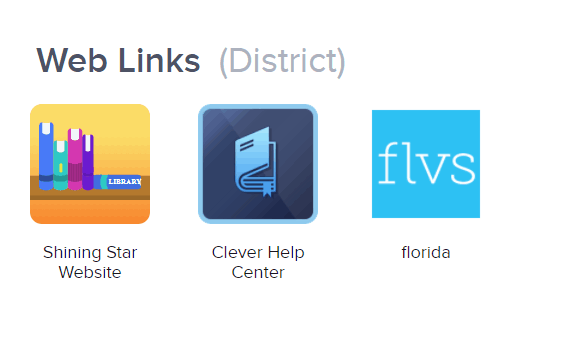 Web Links (District)
LIBRARY
flvs
Shining Star
Website
Clever Help
Center
florida